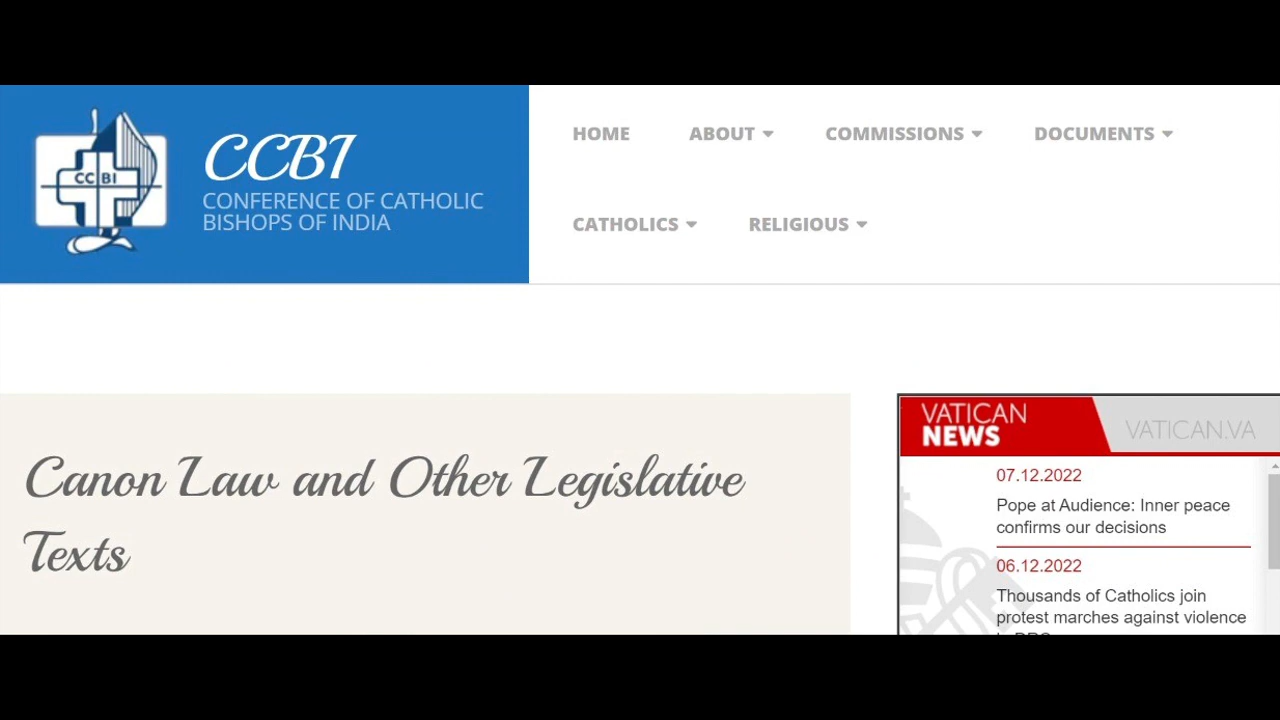 CCBI
CCBI
CONFERENCE OF CATHOLIC
BISHOPS OF INDIA
HOME
ABOUT
COMMISSIONS
DOCUMENTS
CATHOLICS
RELIGIOUS
Canon Law and Other Legislative
Texts
VATICAN
NEWS
VATICAN.VA
07.12.2022
Pope at Audience: Inner peace
confirms our decisions
06.12.2022
Thousands of Catholics join
protest marches against violence